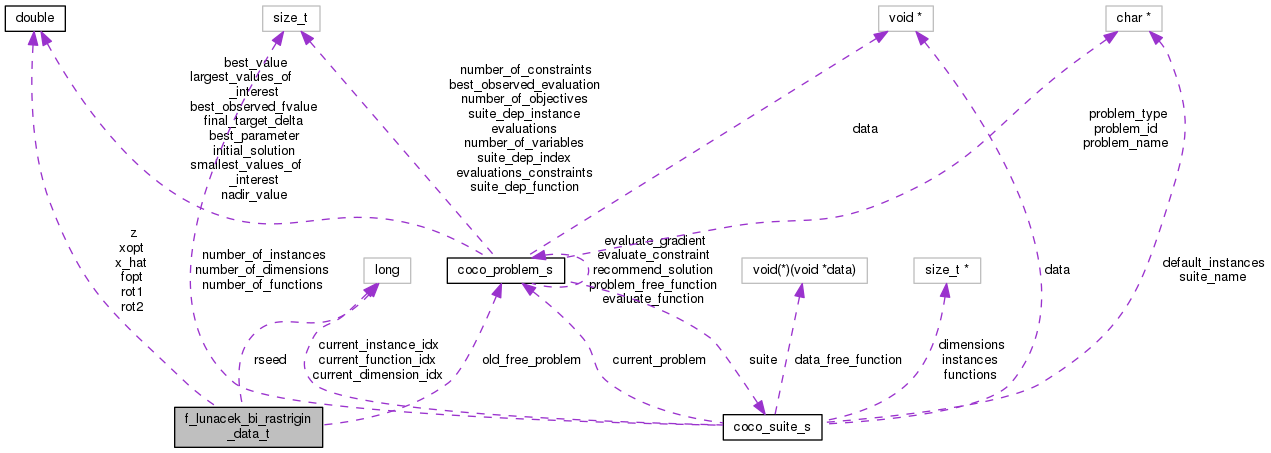 double
size_t
void *
char *
best_value
largest_values_of
_interest
best_observed_fvalue
final_target_delta
best_parameter
initial_solution
smallest_values_of
_interest
nadir_value
number_of_constraints
best_observed_evaluation
number_of_objectives
suite_dep_instance
evaluations
number_of_variables
suite_dep_index
evaluations_constraints
suite_dep_function
data
problem_type
problem_id
problem_name
z
xopt
x_hat
fopt
rot1
rot2
number_of_instances
number_of_dimensions
number_of_functions
long
coco_problem_s
evaluate_gradient
evaluate_constraint
recommend_solution
problem_free_function
evaluate_function
void(*)(void *data)
size_t *
data
default_instances
suite_name
rseed
current_instance_idx
current_function_idx
current_dimension_idx
old_free_problem
current_problem
suite
data_free_function
dimensions
instances
functions
f_lunacek_bi_rastrigin
_data_t
coco_suite_s